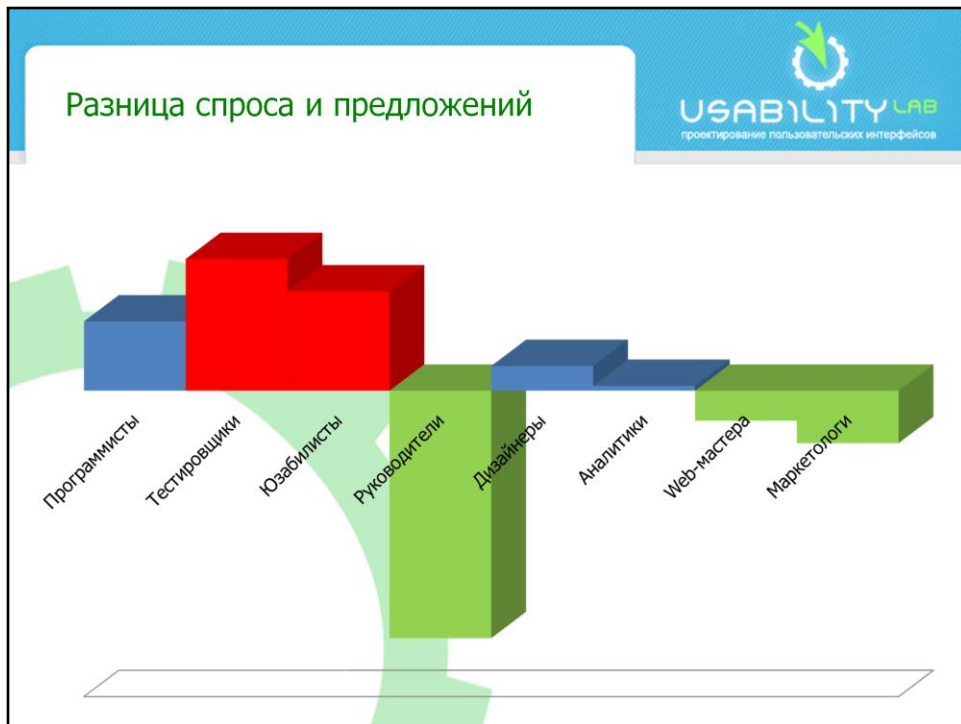 Разница спроса и предложений
USABILITY LAB
проектирование пользовательских интерфейсов
Программисты
Тестировщики
Юзабилисты
Руководители
Дизайнеры
Аналитики
Web-мастера
Маркетологи